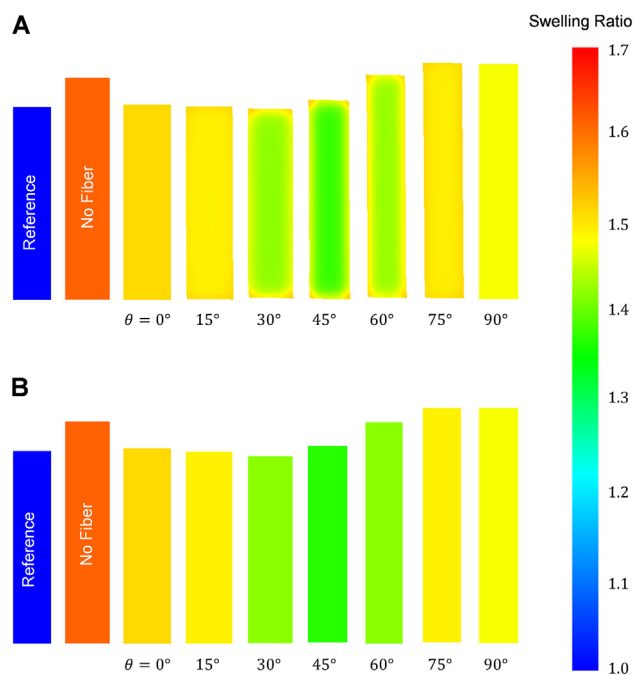 Swelling Ratio
A
1.7
1.6
1.5
1.4
1.3
1.2
1.1
1.0
Reference
No Fiber
θ = 0° 15° 30° 45° 60° 75° 90°
B
Reference
No Fiber
θ = 0° 15° 30° 45° 60° 75° 90°